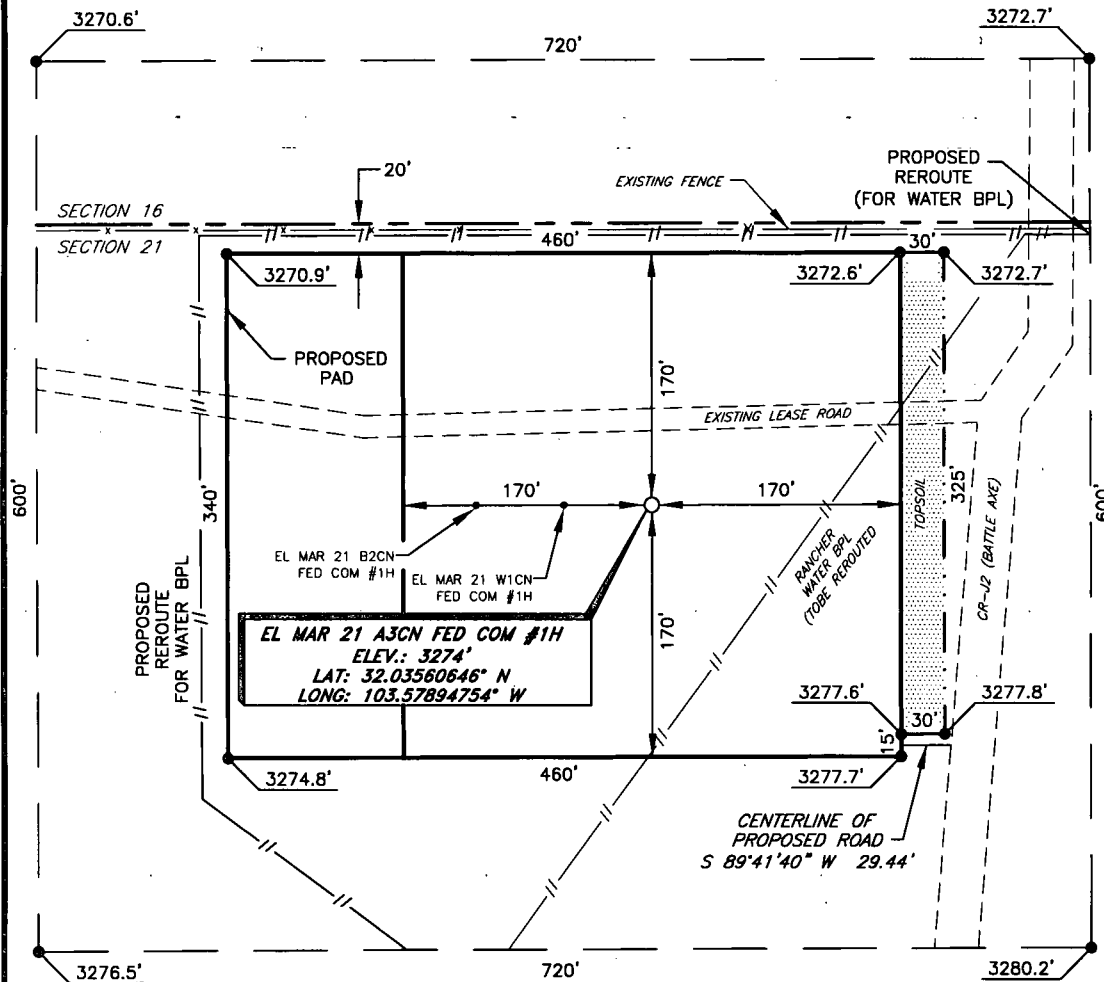 3270.6'
3272.7'
720'
20'
EXISTING FENCE
PROPOSED
REROUTE
(FOR WATER BPL)
SECTION 16
SECTION 21
460'
30'
3270.9'
3272.6'
3272.7'
PROPOSED
PAD
170'
EXISTING LEASE ROAD
600'
340'
170'
170'
TOPSOIL
325'
600'
EL MAR 21 B2CN
FED COM #1H
EL MAR 21 W1CN
FED COM #1H
RANCHER
WATER BPL
(TOBE REROUTED
CR-J2 (BATTLE AXE)
PROPOSED
REROUTE
FOR WATER BPL
EL MAR 21 A3CN FED COM #1H
ELEV.: 3274'
LAT: 32.03560646° N
LONG: 103.57894754° W
170'
3277.6'
30'
3277.8'
15'
3274.8'
460'
3277.7'
CENTERLINE OF
PROPOSED ROAD
S 89°41'40" W 29.44'
3276.5'
720'
3280.2'